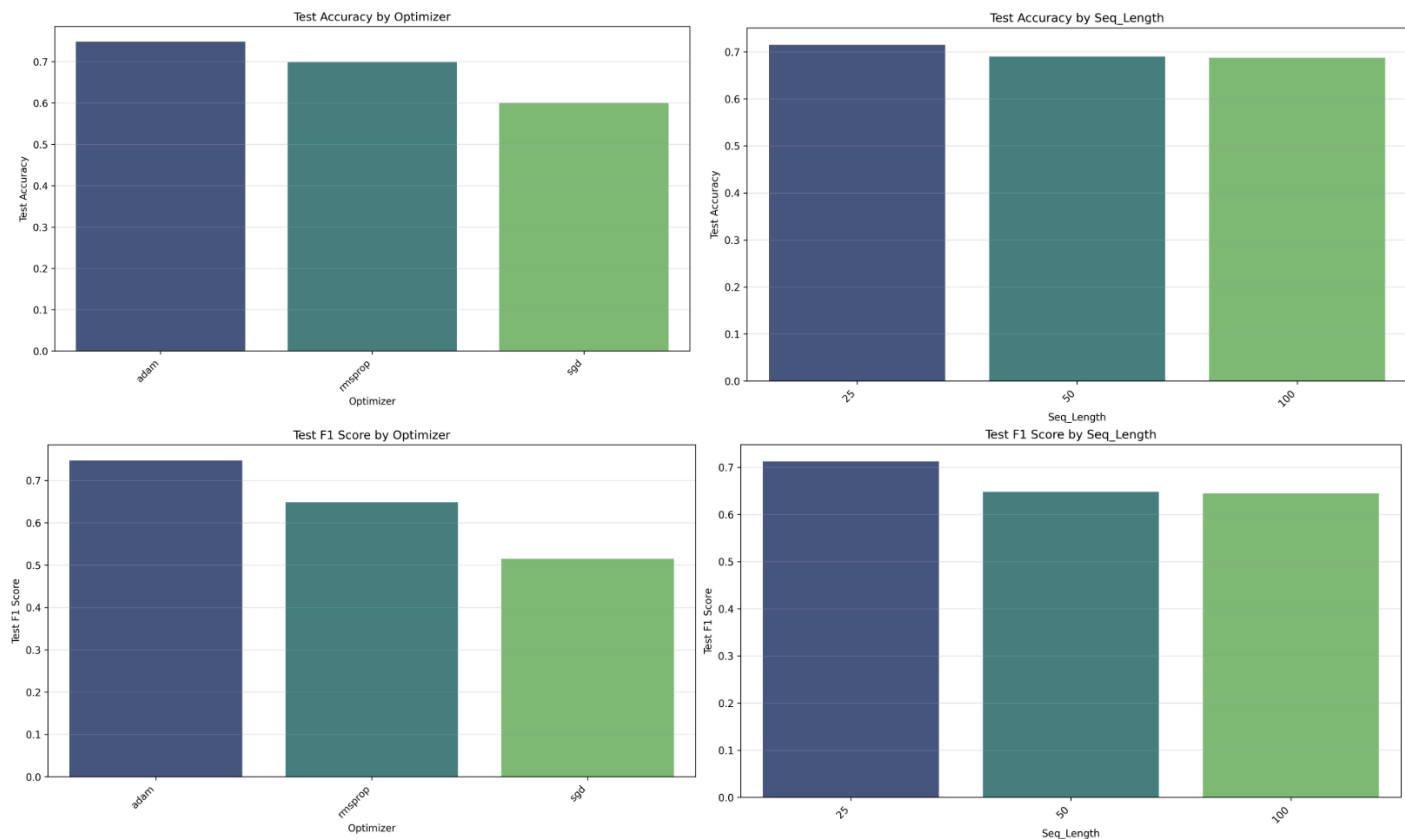 Test Accuracy by Optimizer
Test Accuracy
0.7
0.6
0.5
0.4
0.3
0.2
0.1
0.0
adam
rmsprop
sgd
Optimizer
Test Accuracy by Seq_Length
Test Accuracy
0.7
0.6
0.5
0.4
0.3
0.2
0.1
0.0
25
50
100
Seq_Length
Test F1 Score by Optimizer
Test F1 Score
0.7
0.6
0.5
0.4
0.3
0.2
0.1
0.0
adam
rmsprop
sgd
Optimizer
Test F1 Score by Seq_Length
Test F1 Score
0.7
0.6
0.5
0.4
0.3
0.2
0.1
0.0
25
50
100
Seq_Length